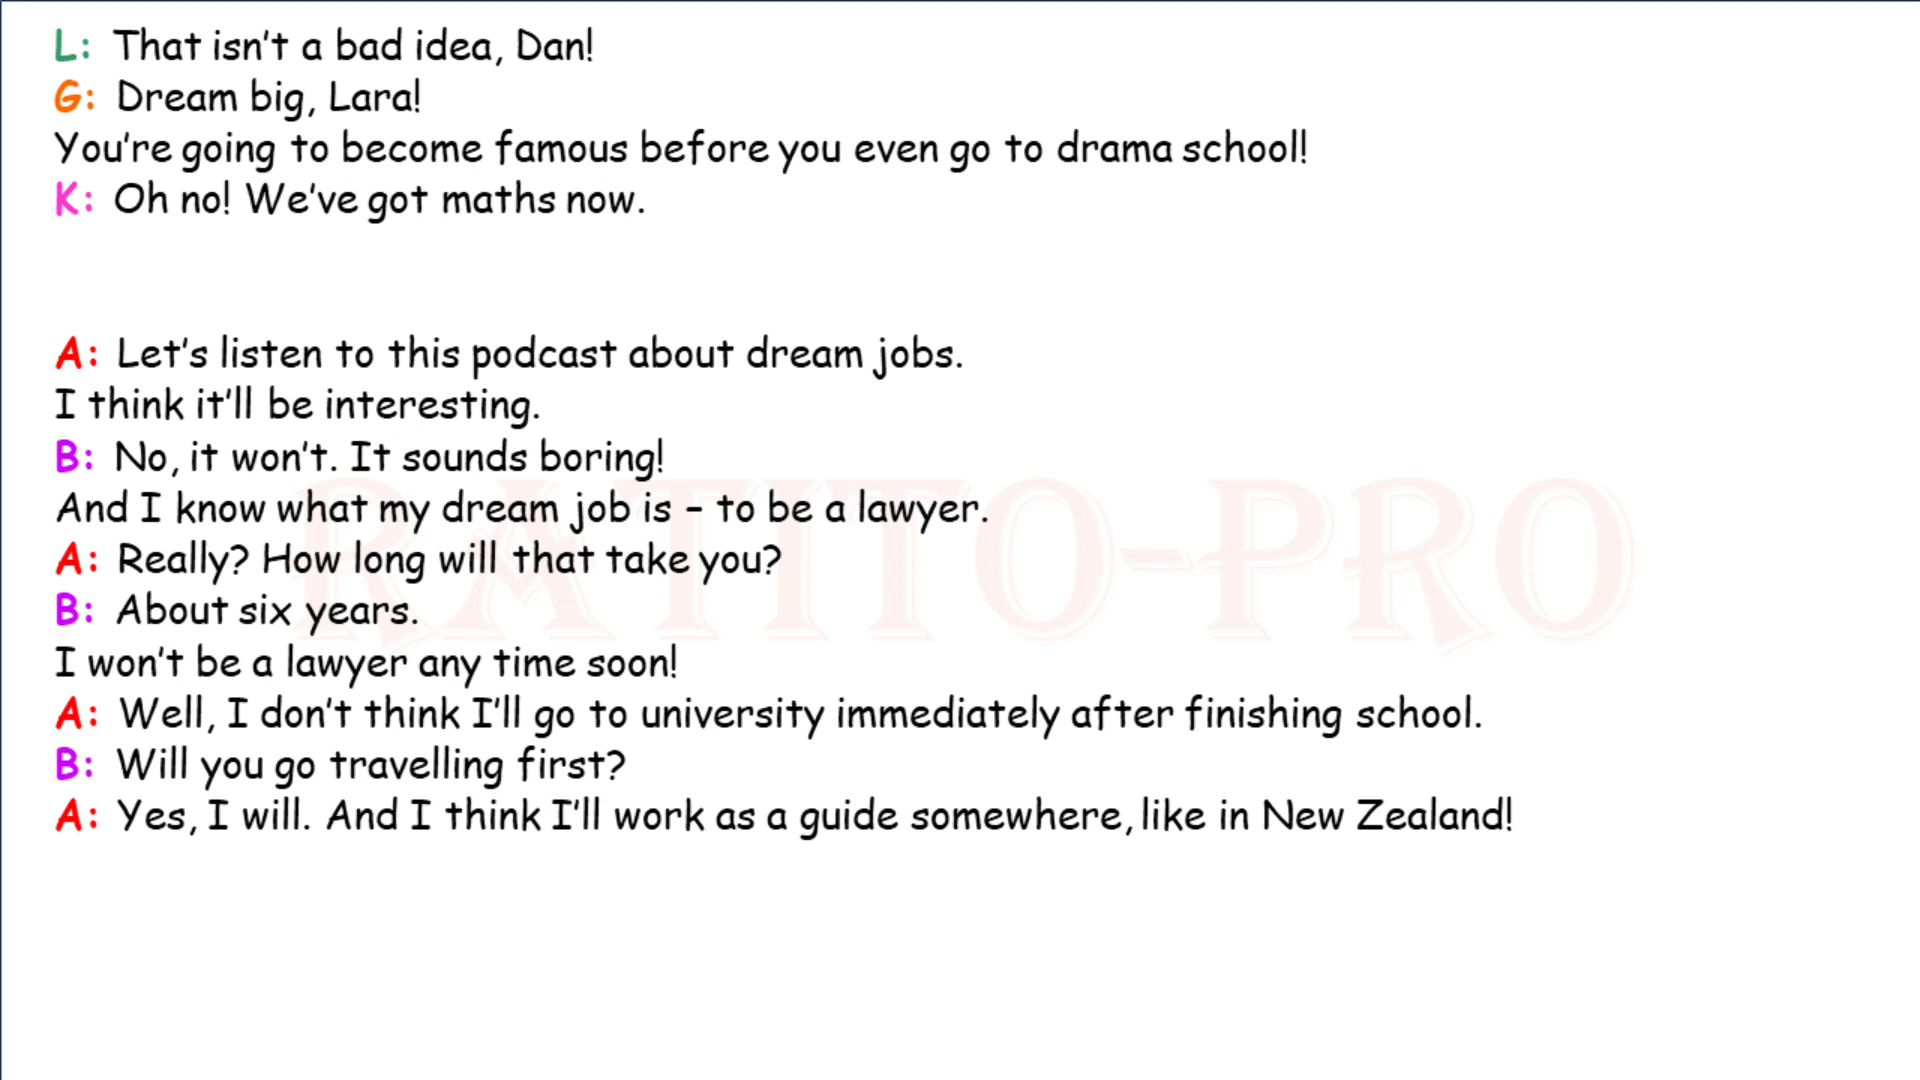 L: That isn't a bad idea, Dan!
G: Dream big, Lara!
You're going to become famous before you even go to drama school!
K: Oh no! We've got maths now.
A: Let's listen to this podcast about dream jobs.
I think it'll be interesting.
B: No, it won't. It sounds boring!
And I know what my dream job is – to be a lawyer.
A: Really? How long will that take you?
B: About six years.
I won't be a lawyer any time soon!
A: Well, I don't think I'll go to university immediately after finishing school.
B: Will you go travelling first?
A: Yes, I will. And I think I'll work as a guide somewhere, like in New Zealand!
RATITO-PRO